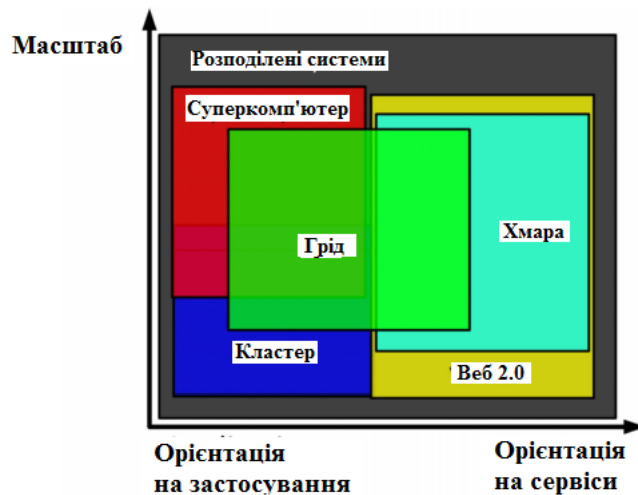 Масштаб
Розподілені системи
Суперкомп'ютер
Грід
Хмара
Кластер
Веб 2.0
Орієнтація
на застосування
Орієнтація
на сервіси